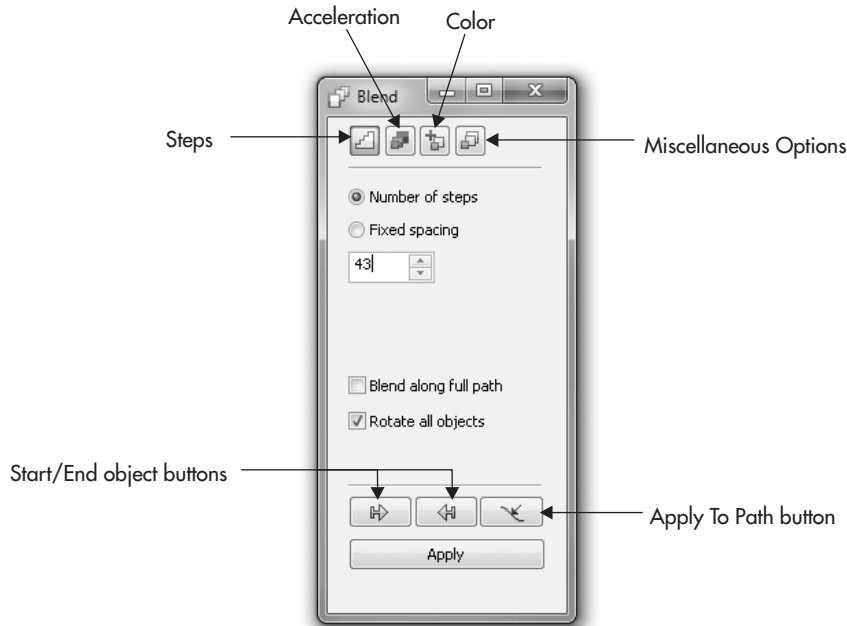 Acceleration
Color
Blend
Steps
Miscellaneous Options
Number of steps
Fixed spacing
43
Blend along full path
Rotate all objects
Start/End object buttons
Apply To Path button
Apply